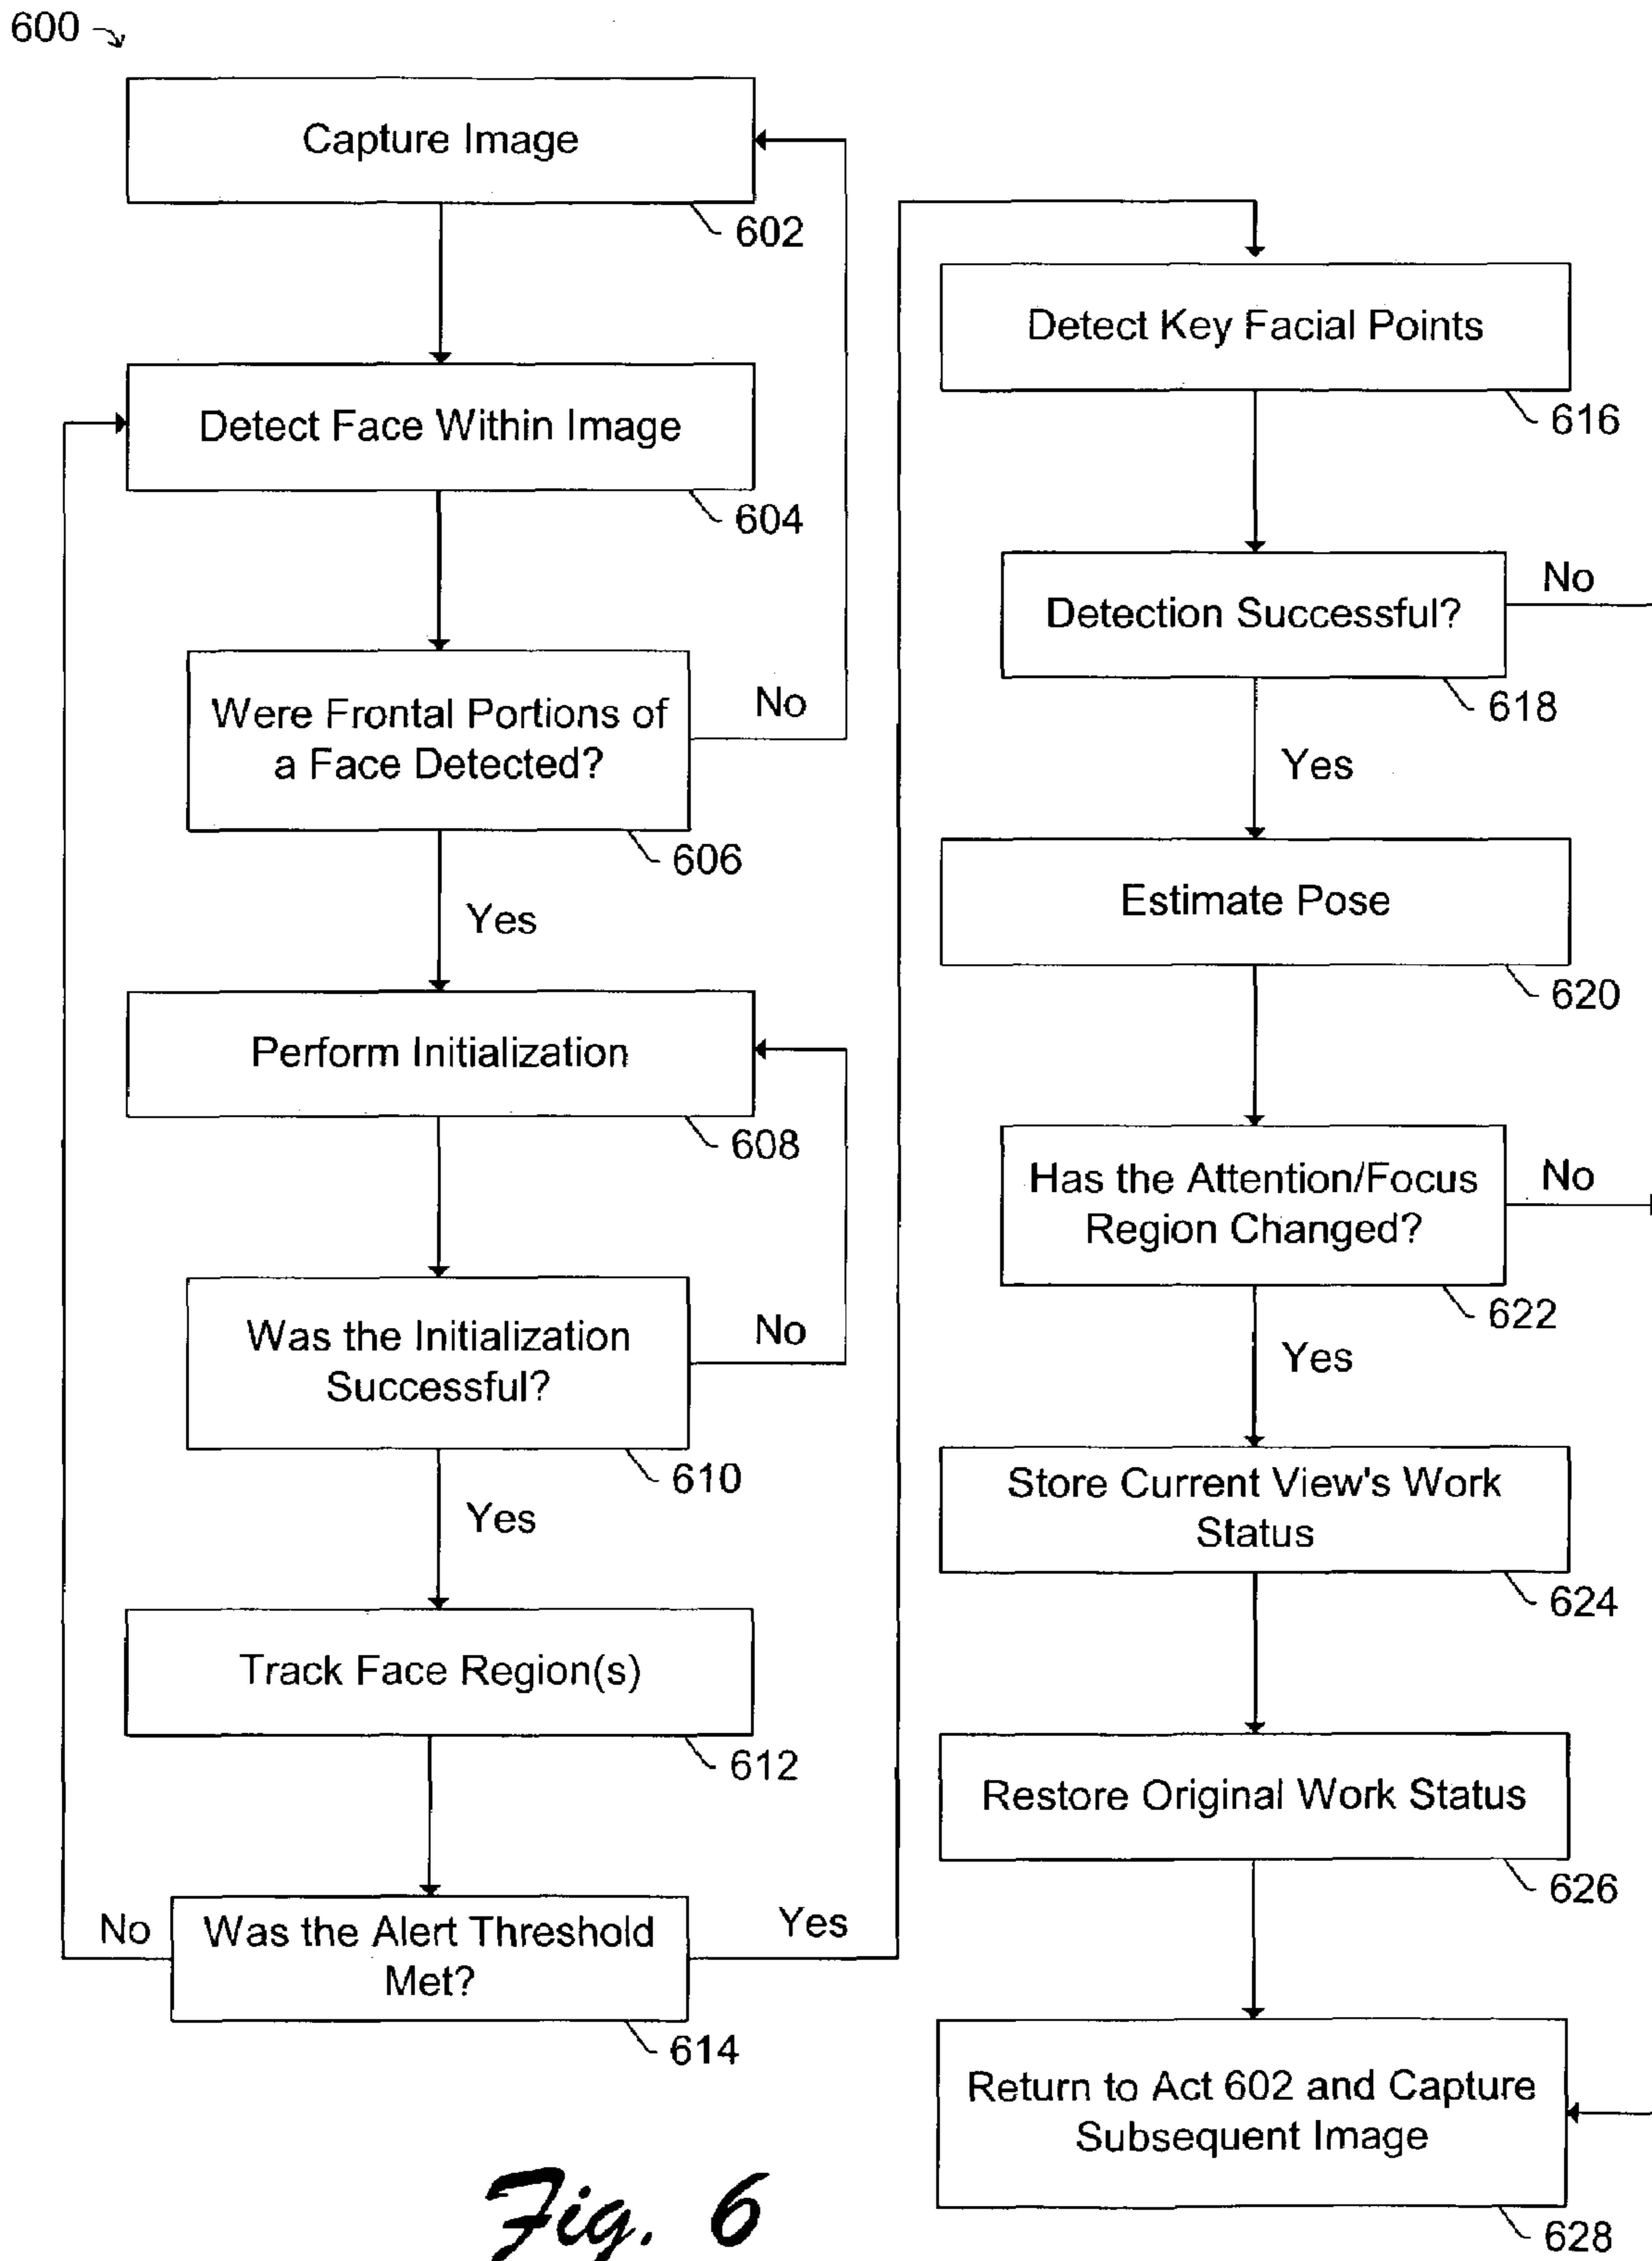 600
Capture Image
602
Detect Face Within Image
604
Were Frontal Portions of
a Face Detected?
No
606
Yes
Perform Initialization
608
Was the Initialization
Successful?
No
610
Yes
Track Face Region(s)
612
No
Was the Alert Threshold
Met?
Yes
614
Detect Key Facial Points
616
Detection Successful?
No
618
Yes
Estimate Pose
620
Has the Attention/Focus
Region Changed?
No
622
Yes
Store Current View's Work
Status
624
Restore Original Work Status
626
Return to Act 602 and Capture
Subsequent Image
628
Fig. 6